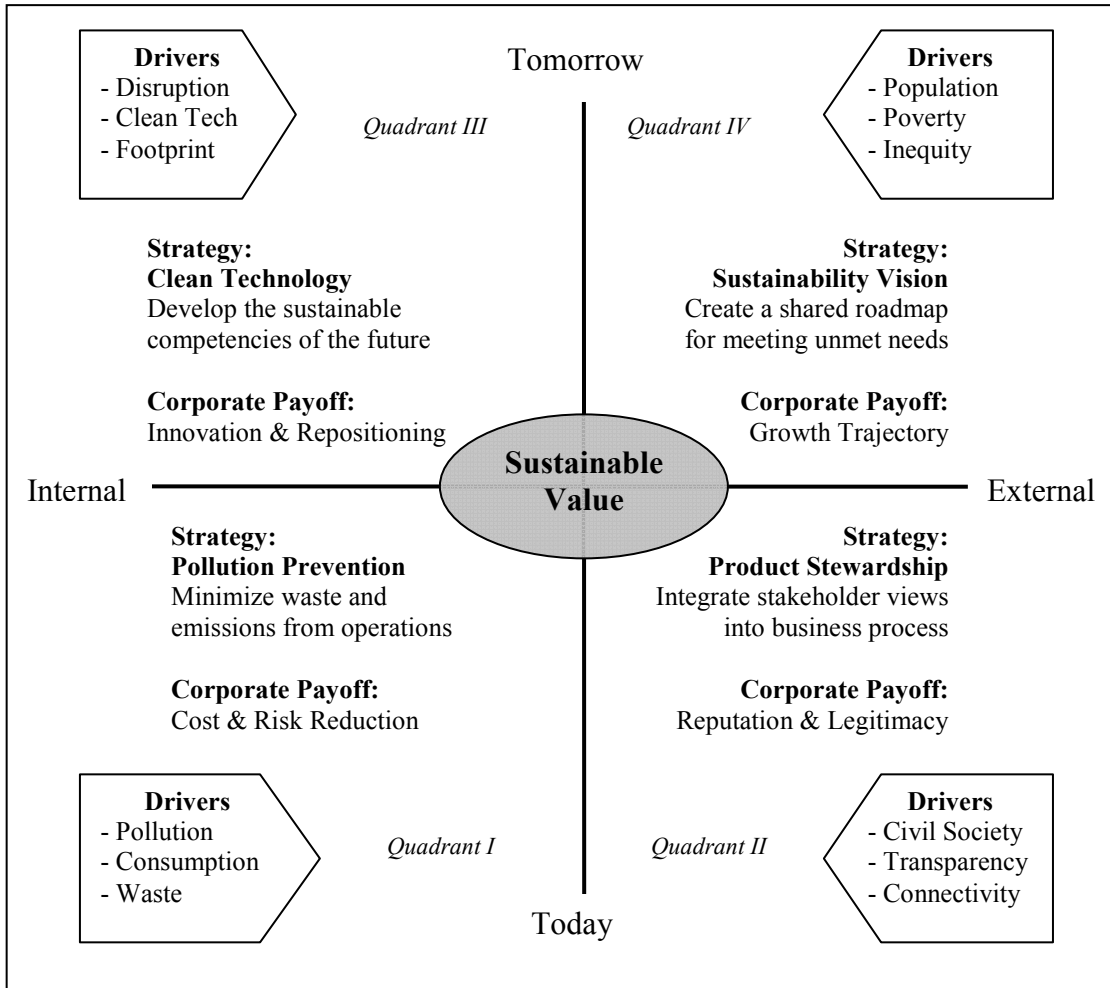 Tomorrow
Drivers
- Disruption
- Clean Tech
- Footprint
Quadrant III
Strategy:
Clean Technology
Develop the sustainable
competencies of the future
Corporate Payoff:
Innovation & Repositioning
Drivers
- Population
- Poverty
- Inequity
Quadrant IV
Strategy:
Sustainability Vision
Create a shared roadmap
for meeting unmet needs
Corporate Payoff:
Growth Trajectory
Internal
Sustainable
Value
External
Strategy:
Pollution Prevention
Minimize waste and
emissions from operations
Corporate Payoff:
Cost & Risk Reduction
Drivers
- Pollution
- Consumption
- Waste
Quadrant I
Strategy:
Product Stewardship
Integrate stakeholder views
into business process
Corporate Payoff:
Reputation & Legitimacy
Quadrant II
Drivers
- Civil Society
- Transparency
- Connectivity
Today